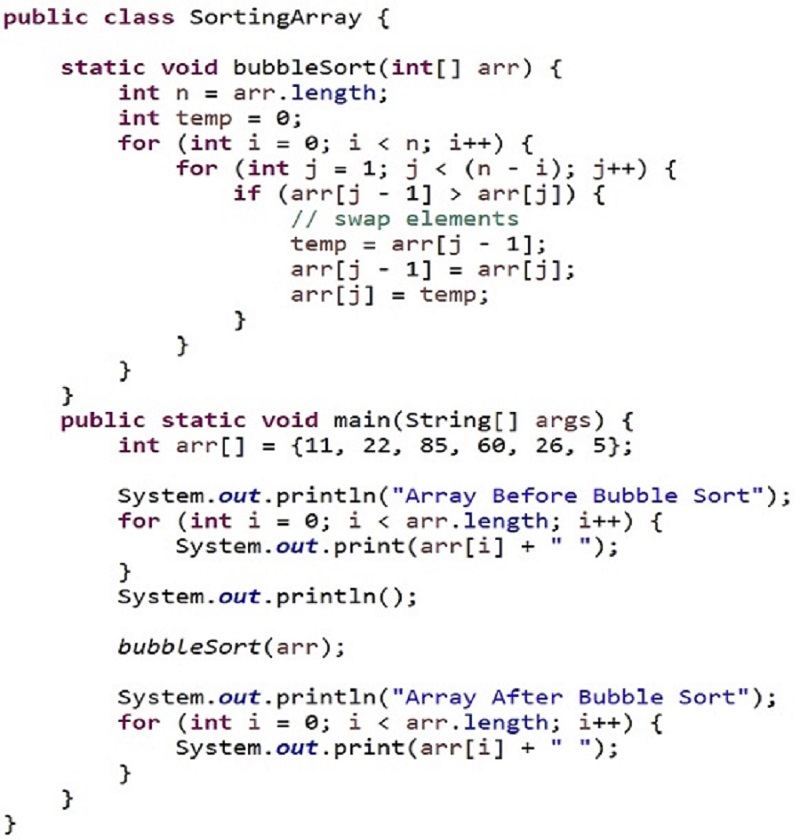 public class SortingArray {
static void bubbleSort(int[] arr) {
int n = arr.length;
int temp = 0;
for (int i = 0; i < n; i++) {
for (int j = 1; j < (n - i); j++) {
if (arr[j - 1] > arr[j]) {
// swap elements
temp = arr[j - 1];
arr[j - 1] = arr[j];
arr[j] = temp;
}
}
}
}
public static void main(String[] args) {
int arr[] = {11, 22, 85, 60, 26, 5};
System.out.println("Array Before Bubble Sort");
for (int i = 0; i < arr.length; i++) {
System.out.print(arr[i] + " ");
}
System.out.println();
bubbleSort(arr);
System.out.println("Array After Bubble Sort");
for (int i = 0; i < arr.length; i++) {
System.out.print(arr[i] + " ");
}
}
}